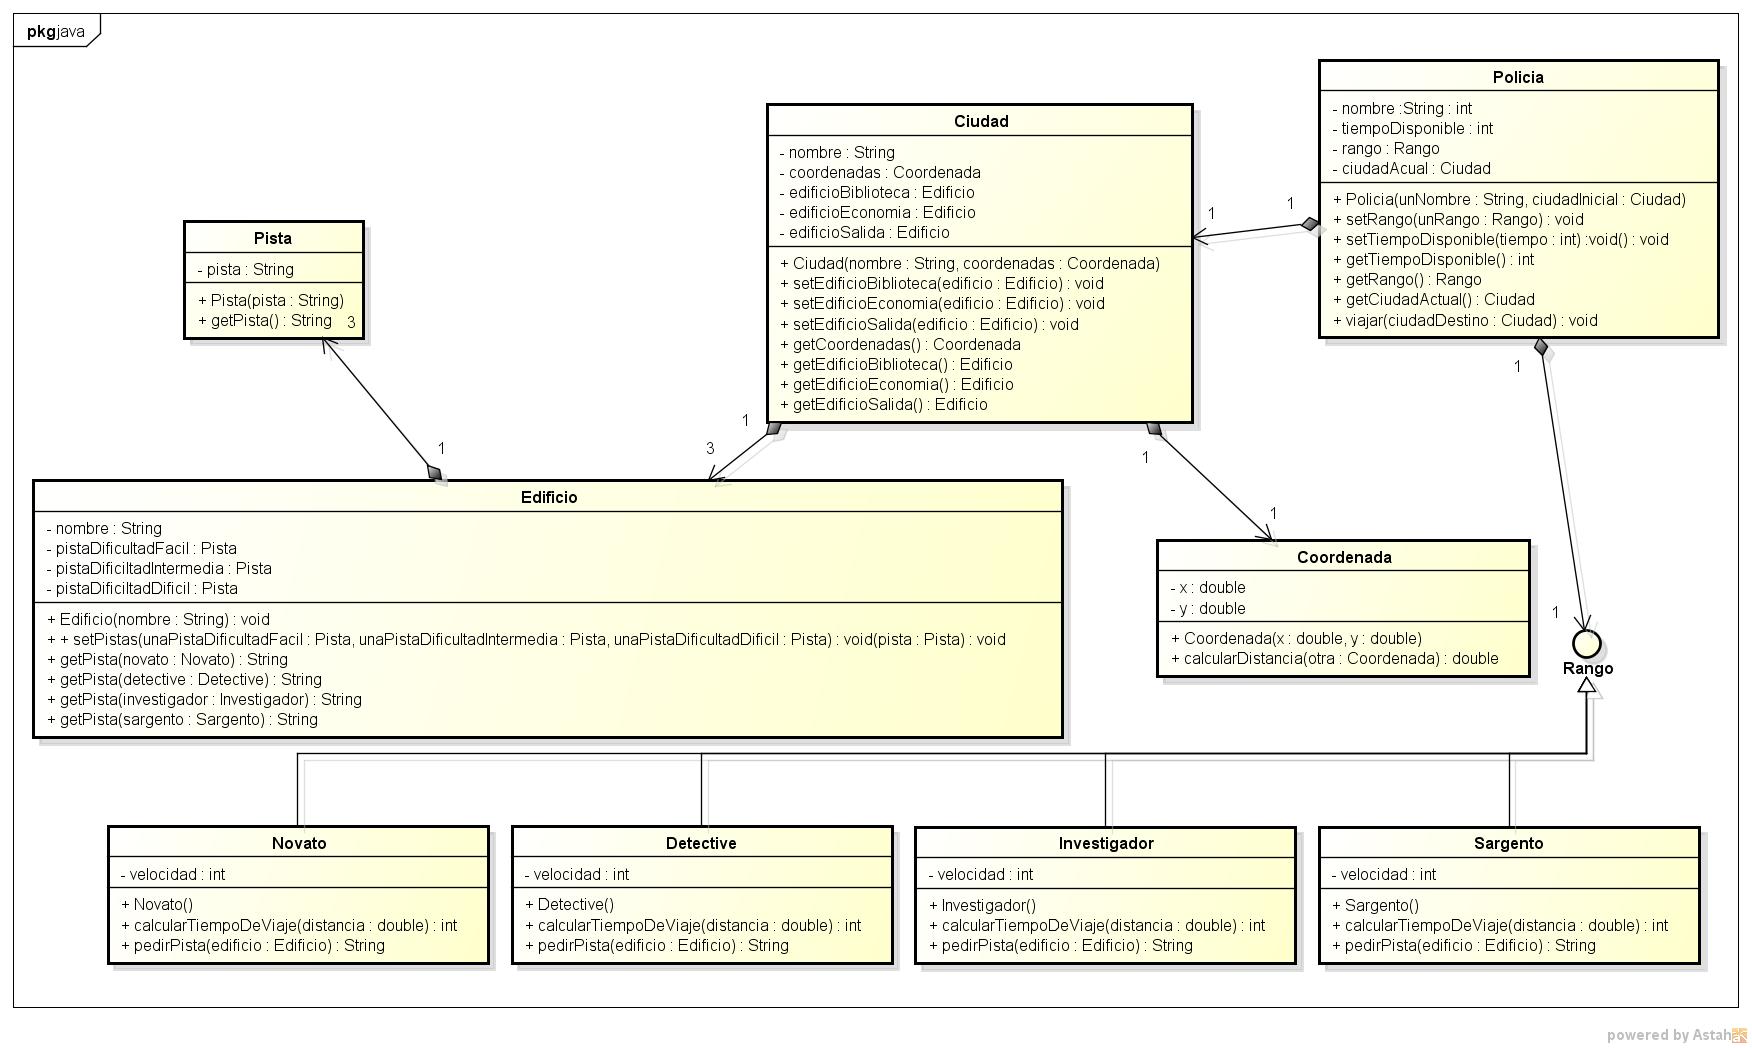 pkg java
Policia
- nombre :String : int
- tiempoDisponible : int
- rango : Rango
- ciudadAcual : Ciudad
+ Policia(unNombre : String, ciudadInicial : Ciudad)
+ setRango(unRango : Rango) : void
+ setTiempoDisponible(tiempo : int) :void() : void
+ getTiempoDisponible() : int
+ getRango() : Rango
+ getCiudadActual() : Ciudad
+ viajar(ciudadDestino : Ciudad) : void
Ciudad
- nombre : String
- coordenadas : Coordenada
- edificioBiblioteca : Edificio
- edificioEconomia : Edificio
- edificioSalida : Edificio
+ Ciudad(nombre : String, coordenadas : Coordenada)
+ setEdificioBiblioteca(edificio : Edificio) : void
+ setEdificioEconomia(edificio : Edificio) : void
+ setEdificioSalida(edificio : Edificio) : void
+ getCoordenadas() : Coordenada
+ getEdificioBiblioteca() : Edificio
+ getEdificioEconomia() : Edificio
+ getEdificioSalida() : Edificio
1
1
Pista
- pista : String
+ Pista(pista : String)
+ getPista() : String
3
1
1
3
1
1
1
1
Edificio
- nombre : String
- pistaDificultadFacil : Pista
- pistaDificiltadIntermedia : Pista
- pistaDificiltadDificil : Pista
+ Edificio(nombre : String) : void
+ + setPistas(unaPistaDificultadFacil : Pista, unaPistaDificultadIntermedia : Pista, unaPistaDificultadDificil : Pista) : void(pista : Pista) : void
+ getPista(novato : Novato) : String
+ getPista(detective : Detective) : String
+ getPista(investigador : Investigador) : String
+ getPista(sargento : Sargento) : String
Coordenada
- x : double
- y : double
+ Coordenada(x : double, y : double)
+ calcularDistancia(otra : Coordenada) : double
Rango
Novato
- velocidad : int
+ Novato()
+ calcularTiempoDeViaje(distancia : double) : int
+ pedirPista(edificio : Edificio) : String
Detective
- velocidad : int
+ Detective()
+ calcularTiempoDeViaje(distancia : double) : int
+ pedirPista(edificio : Edificio) : String
Investigador
- velocidad : int
+ Investigador()
+ calcularTiempoDeViaje(distancia : double) : int
+ pedirPista(edificio : Edificio) : String
Sargento
- velocidad : int
+ Sargento()
+ calcularTiempoDeViaje(distancia : double) : int
+ pedirPista(edificio : Edificio) : String
powered by Astah